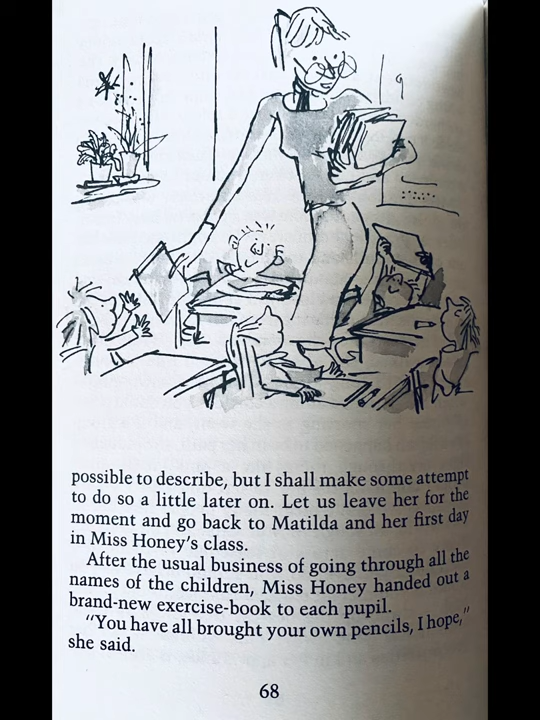 possible to describe, but I shall make some attempt
to do so a little later on. Let us leave her for the
moment and go back to Matilda and her first day
in Miss Honey's class.
After the usual business of going through all the
names of the children, Miss Honey handed out a
brand-new exercise-book to each pupil.
"You have all brought your own pencils, I hope,"
she said.
68